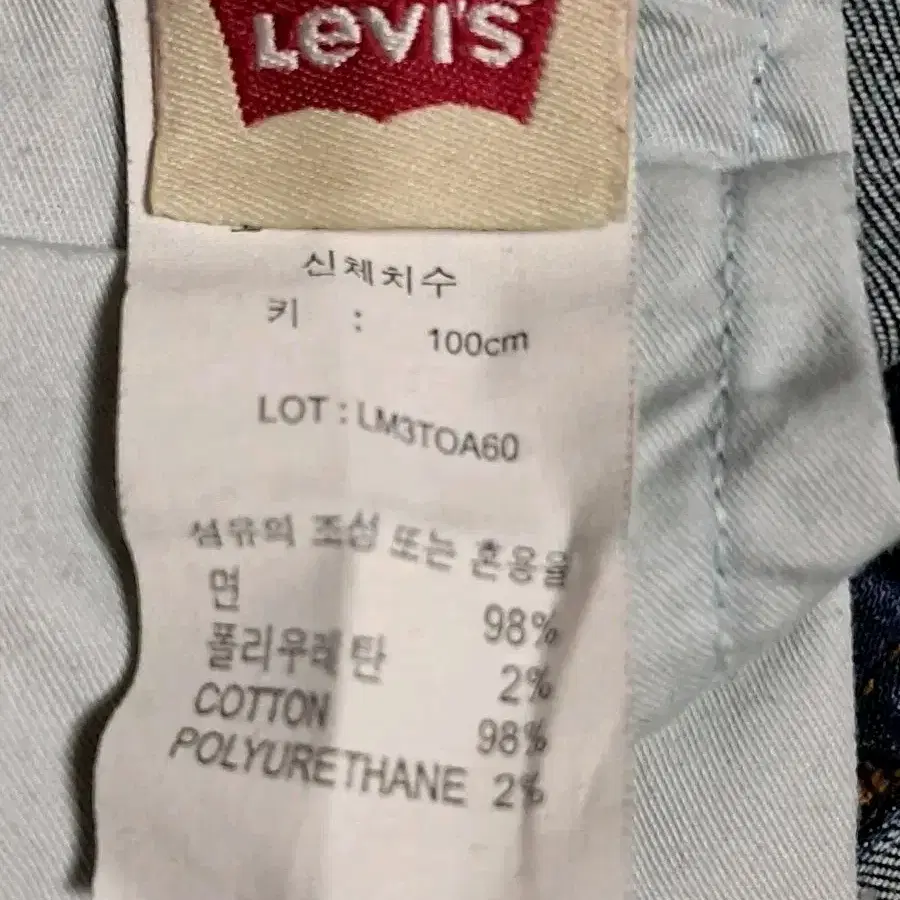 Levi's
신체치수
키 : 100cm
LOT : LM3TOA60
섬유의 조성 또는 혼용율
면 98%
폴리우레탄 2%
COTTON 98%
POLYURETHANE 2%